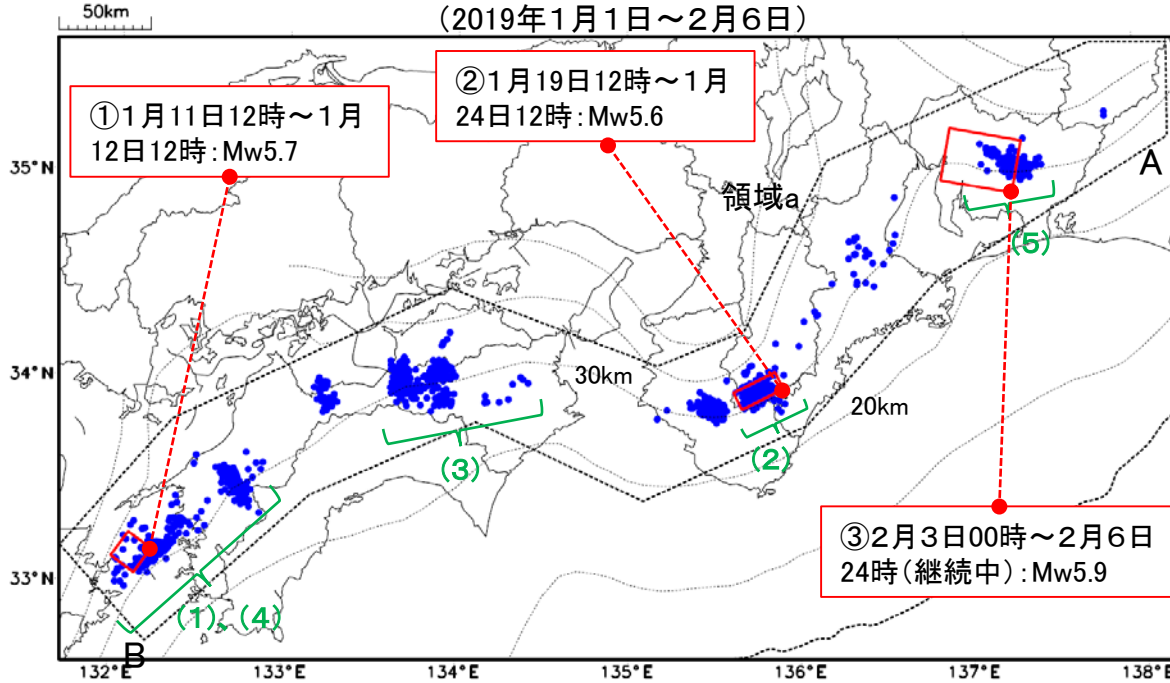 50km
(2019年1月1日～2月6日)
①1月11日12時～1月
12日12時:Mw5.7
②1月19日12時～1月
24日12時:Mw5.6
35°N
領域a
A
(5)
34°N
30km
20km
(3)
(2)
③2月3日00時～2月6日
24時(継続中):Mw5.9
33°N
(1)、(4)
B
132°E
133°E
134°E
135°E
136°E
137°E
138°E